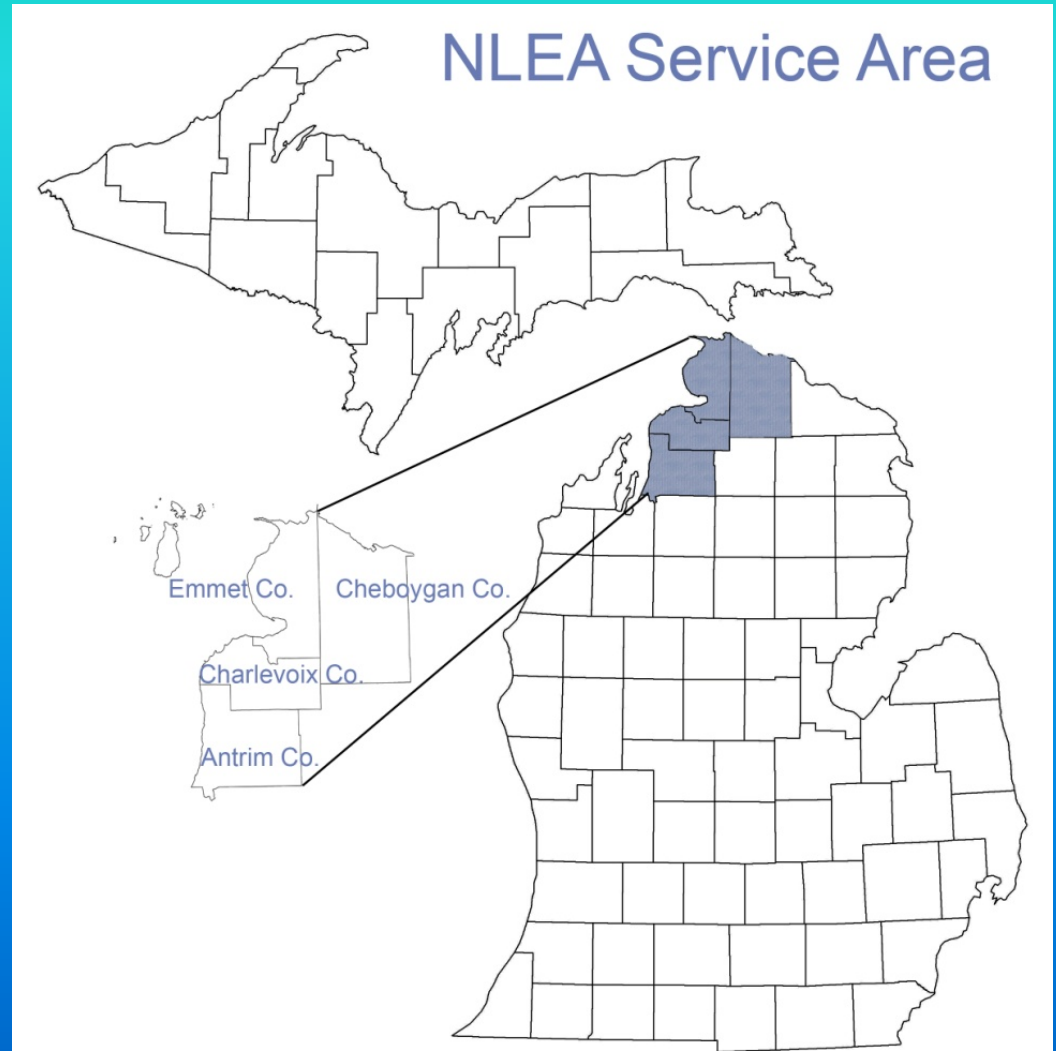 NLEA Service Area
Emmet Co.
Cheboygan Co.
Charlevoix Co.
Antrim Co.